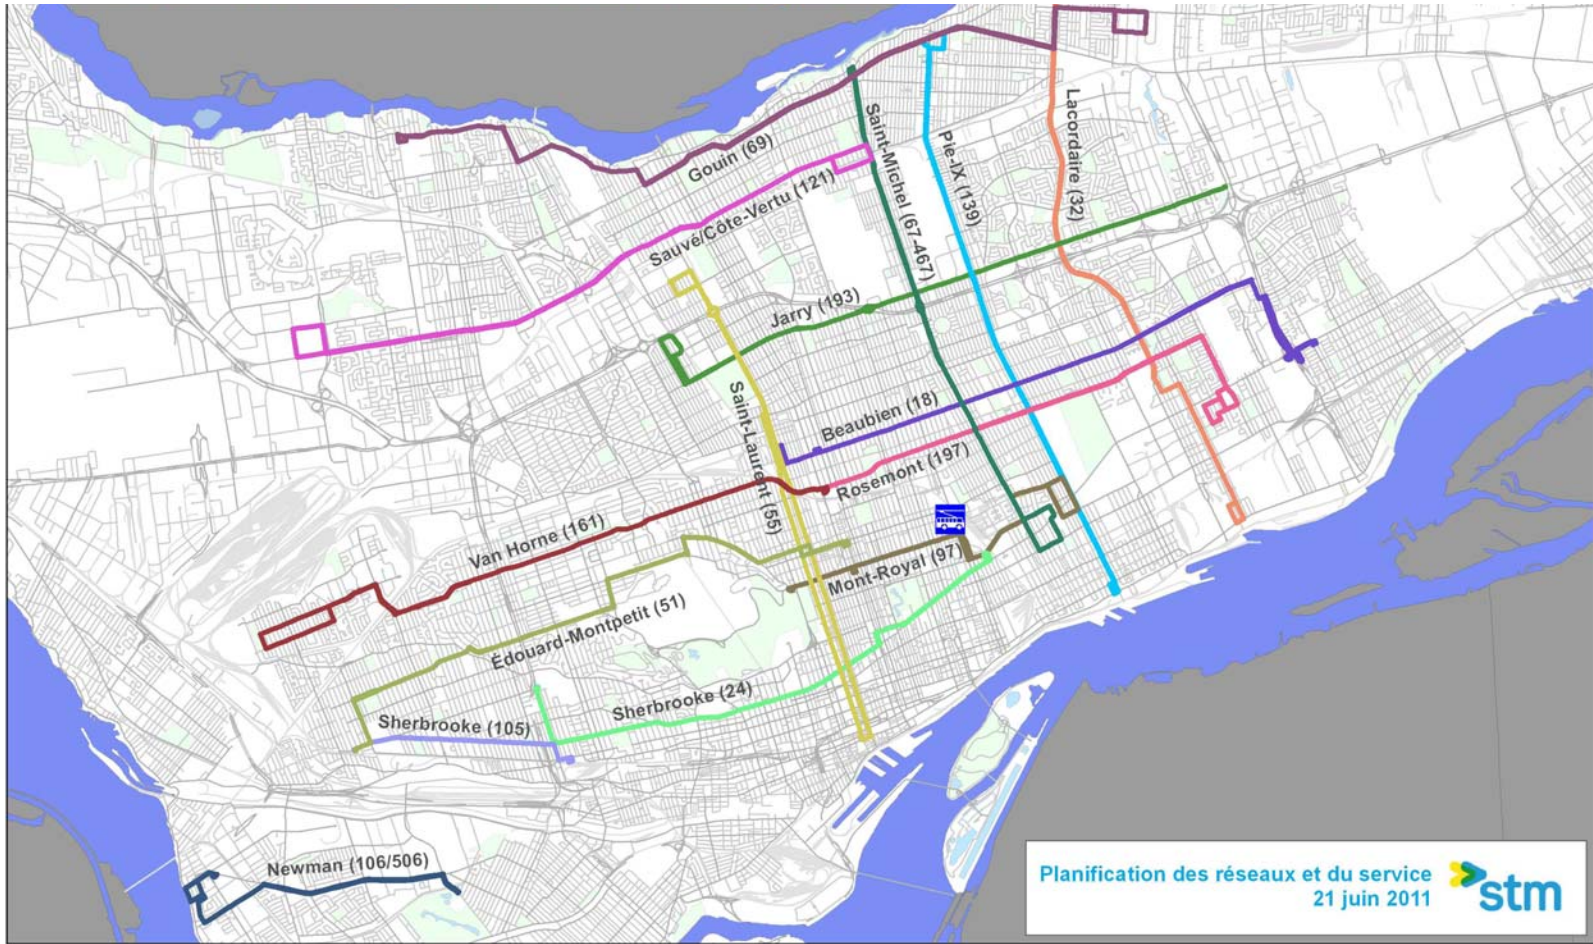 Gouin (69)
Saint-Michel (67-467)
Pie-IX (139)
Lacordaire (32)
Sauvé/Côte-Vertu (121)
Jarry (193)
Saint-Laurent (55)
Beaubien (18)
Rosemont (197)
Van Horne (161)
Mont-Royal (97)
Édouard-Montpetit (51)
Sherbrooke (24)
Sherbrooke (105)
Newman (106/506)
Planification des réseaux et du service
21 juin 2011
stm